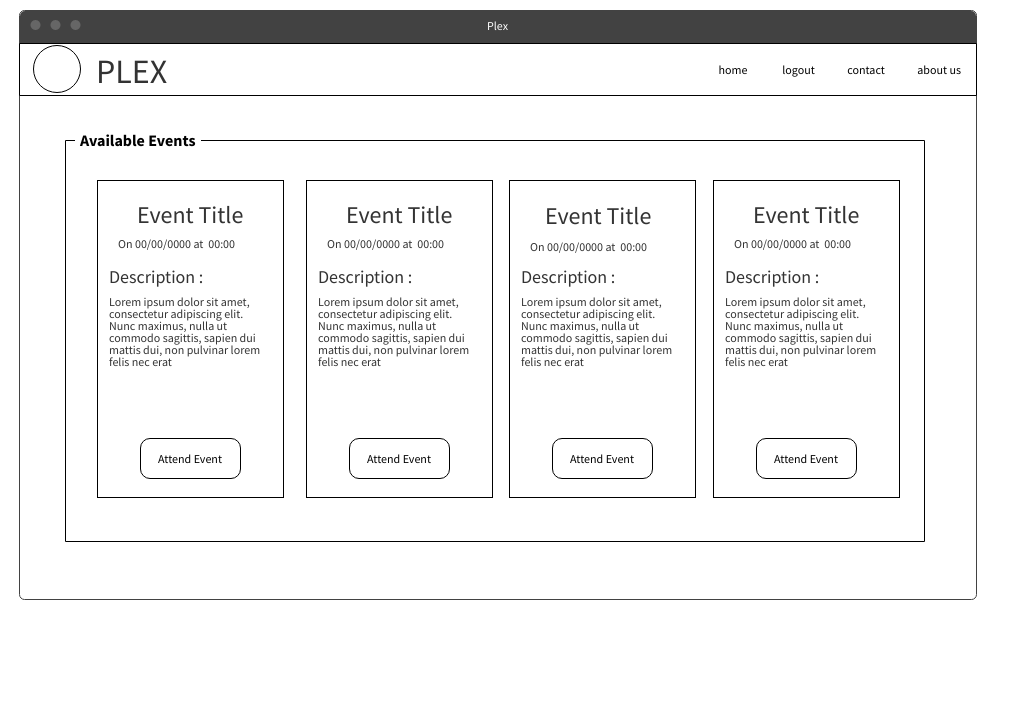 Plex
PLEX
home logout contact about us
Available Events
Event Title
On 00/00/0000 at 00:00
Description :
Lorem ipsum dolor sit amet,
consectetur adipiscing elit.
Nunc maximus, nulla ut
commodo sagittis, sapien dui
mattis dui, non pulvinar lorem
felis nec erat
Attend Event
Event Title
On 00/00/0000 at 00:00
Description :
Lorem ipsum dolor sit amet,
consectetur adipiscing elit.
Nunc maximus, nulla ut
commodo sagittis, sapien dui
mattis dui, non pulvinar lorem
felis nec erat
Attend Event
Event Title
On 00/00/0000 at 00:00
Description :
Lorem ipsum dolor sit amet,
consectetur adipiscing elit.
Nunc maximus, nulla ut
commodo sagittis, sapien dui
mattis dui, non pulvinar lorem
felis nec erat
Attend Event
Event Title
On 00/00/0000 at 00:00
Description :
Lorem ipsum dolor sit amet,
consectetur adipiscing elit.
Nunc maximus, nulla ut
commodo sagittis, sapien dui
mattis dui, non pulvinar lorem
felis nec erat
Attend Event